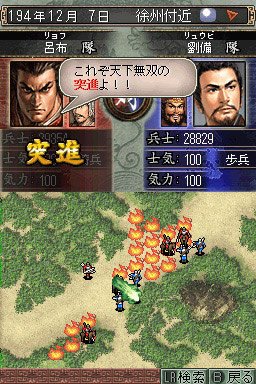 194年12月 7日 徐州付近
リョフ
呂布 隊
リュウビ
劉備 隊
これぞ天下無双の
突進よ!!
兵士:
兵士: 28829
士気: 100 歩兵
気力: 100
気力: 100
突進
LR検索 B戻る